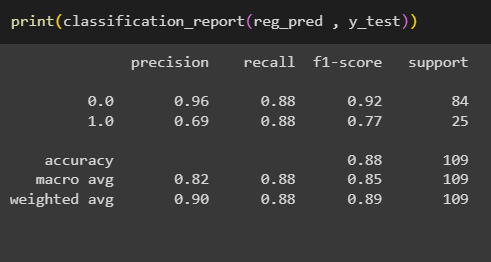 print(classification_report(reg_pred , y_test))
precision recall f1-score support
0.0 0.96 0.88 0.92 84
1.0 0.69 0.88 0.77 25
accuracy 0.88 109
macro avg 0.82 0.88 0.85 109
weighted avg 0.90 0.88 0.89 109